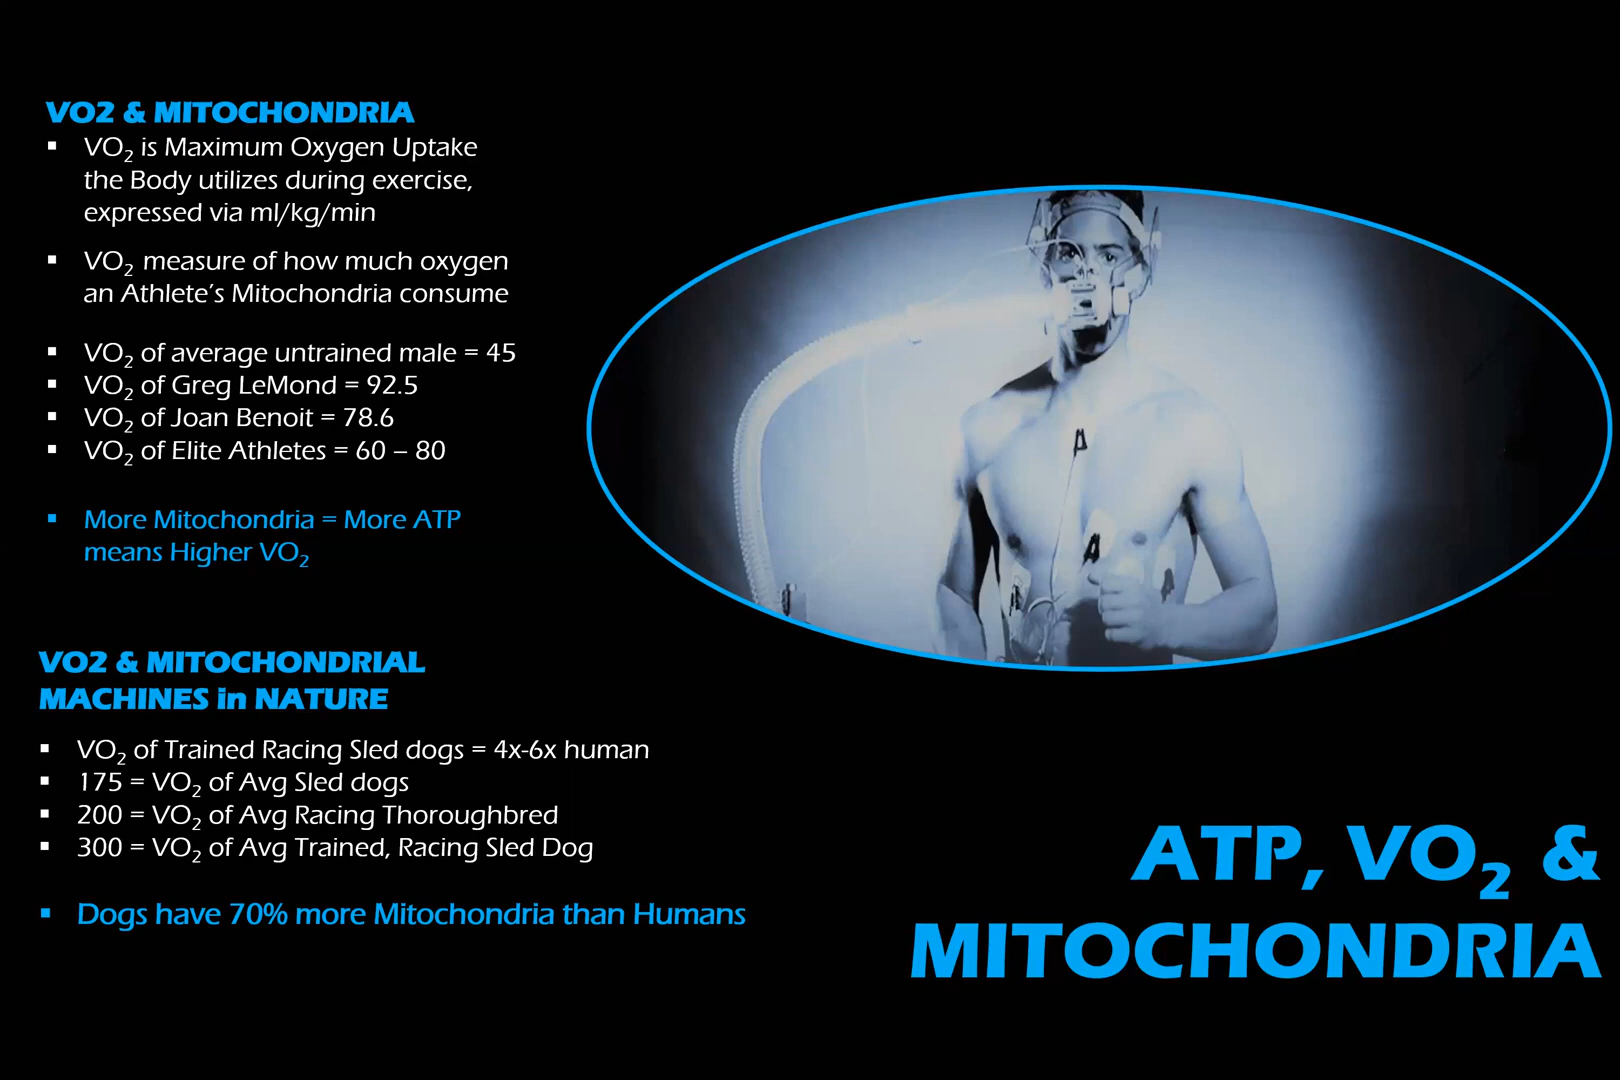 VO2 & MITOCHONDRIA
▪ VO₂ is Maximum Oxygen Uptake
the Body utilizes during exercise,
expressed via ml/kg/min
▪ VO₂ measure of how much oxygen
an Athlete's Mitochondria consume
▪ VO₂ of average untrained male = 45
▪ VO₂ of Greg LeMond = 92.5
▪ VO₂ of Joan Benoit = 78.6
▪ VO₂ of Elite Athletes = 60 – 80
▪ More Mitochondria = More ATP
means Higher VO₂
VO2 & MITOCHONDRIAL
MACHINES in NATURE
▪ VO₂ of Trained Racing Sled dogs = 4x-6x human
▪ 175 = VO₂ of Avg Sled dogs
▪ 200 = VO₂ of Avg Racing Thoroughbred
▪ 300 = VO₂ of Avg Trained, Racing Sled Dog
▪ Dogs have 70% more Mitochondria than Humans
ATP, VO₂ &
MITOCHONDRIA